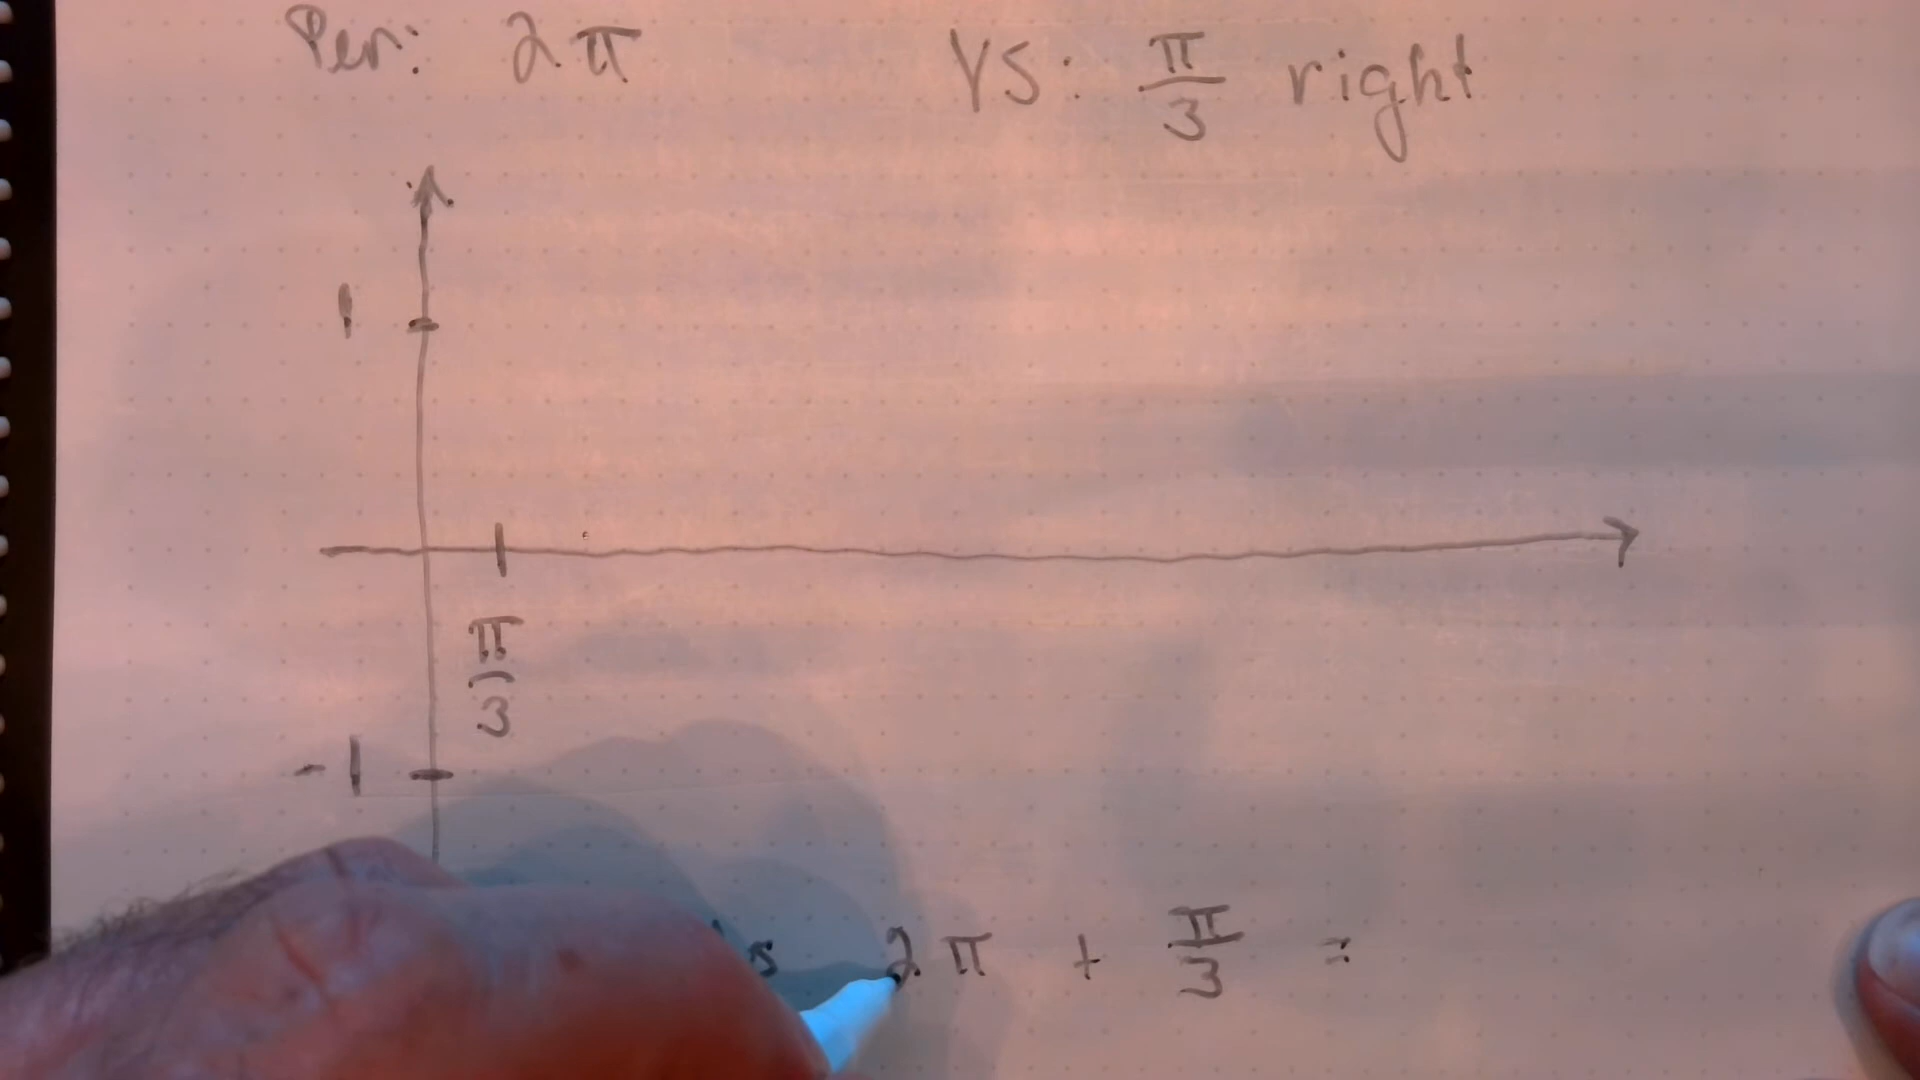 Per: 2π VS: π/3 right
1
π/3
-1
2π + π/3 =